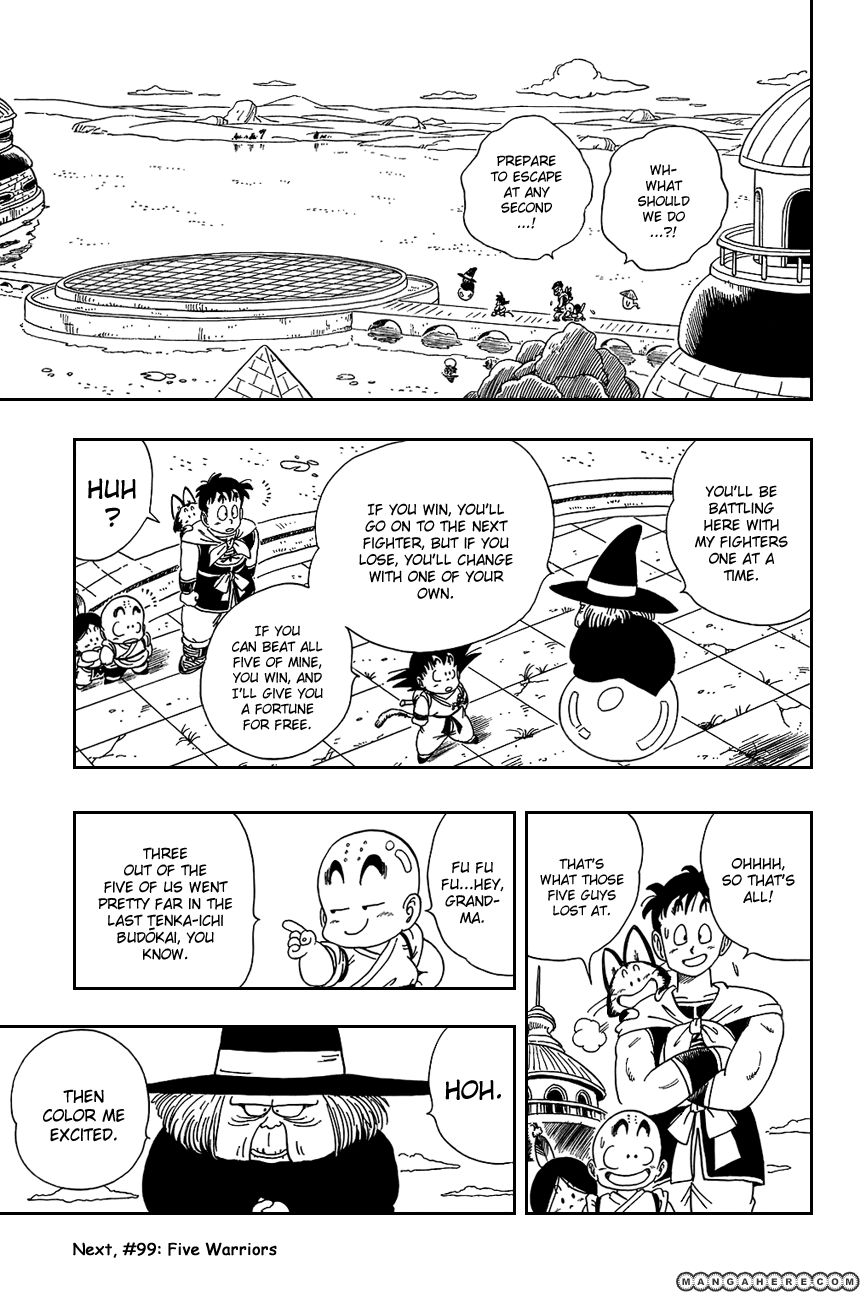 WH-
WHAT
SHOULD
WE DO
...?!
PREPARE
TO ESCAPE
AT ANY
SECOND
...!
YOU'LL BE
BATTLING
HERE WITH
MY FIGHTERS
ONE AT A
TIME.
IF YOU WIN, YOU'LL
GO ON TO THE NEXT
FIGHTER, BUT IF YOU
LOSE, YOU'LL CHANGE
WITH ONE OF YOUR
OWN.
IF YOU
CAN BEAT ALL
FIVE OF MINE,
YOU WIN, AND
I'LL GIVE YOU
A FORTUNE
FOR FREE.
HUH
?
OHHHH,
SO THAT'S
ALL!
THAT'S
WHAT THOSE
FIVE GUYS
LOST AT.
FU FU
FU...HEY,
GRAND-
MA.
THREE
OUT OF THE
FIVE OF US WENT
PRETTY FAR IN THE
LAST TENKA-ICHI
BUDŌKAI, YOU
KNOW.
HOH.
THEN
COLOR ME
EXCITED.
Next, #99: Five Warriors
MANGAHERE.COM